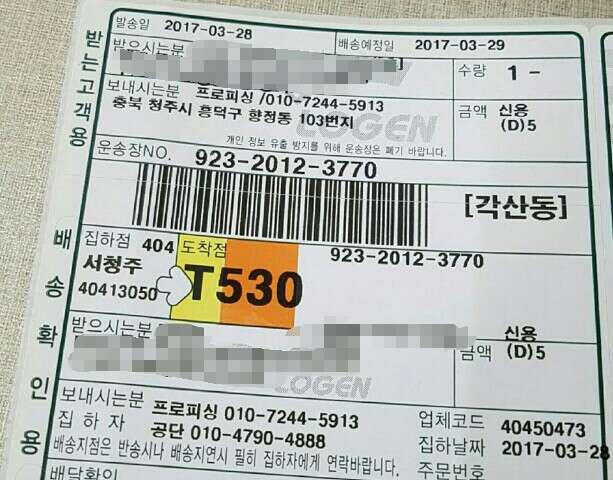 발송일 2017-03-28 배송예정일 2017-03-29
받으시는분 수량 1 -
보내시는분 프로피싱 /010-7244-5913
충북 청주시 흥덕구 향정동 103번지 금액 신용 (D)5
LOGEN
개인 정보 유출 방지를 위해 운송장은 폐기 바랍니다.
받는고객용
운송장NO. 923-2012-3770
[각산동]
집하점 404 도착점 923-2012-3770
서청주
40413050 T530
받으시는분 금액 신용 (D)5
LOGEN
배송확인용
보내시는분 프로피싱 010-7244-5913 업체코드 40450473
집 하 자 공단 010-4790-4888 집하날짜 2017-03-28
배송지점은 반송시나 배송지연시 필히 집하자에게 연락바랍니다. 주문번호
배달확인